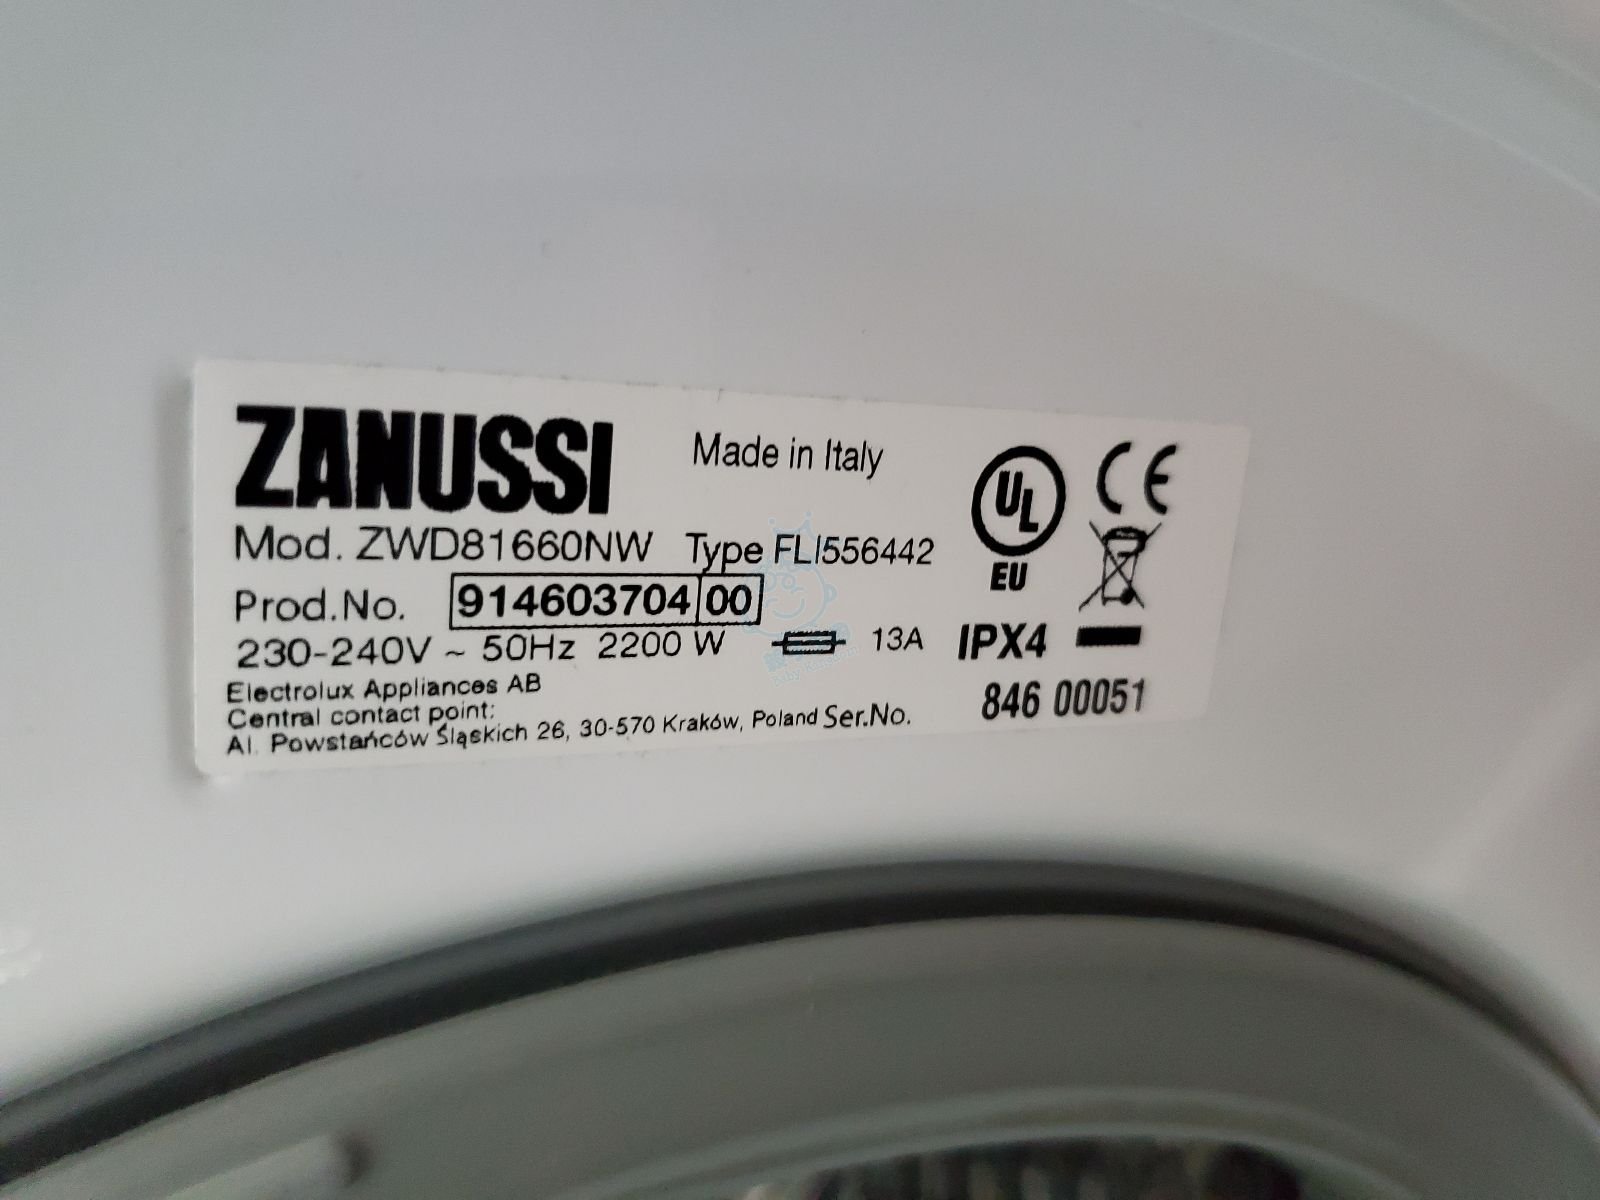 ZANUSSI
Made in Italy
Mod. ZWD81660NW Type FLI556442
UL
EU
CE
Prod.No. 914603704 00
230-240V ~ 50Hz 2200 W 13A IPX4
Electrolux Appliances AB
Central contact point:
Al. Powstańców Śląskich 26, 30-570 Kraków, Poland Ser.No. 846 00051
Baby Kingdom